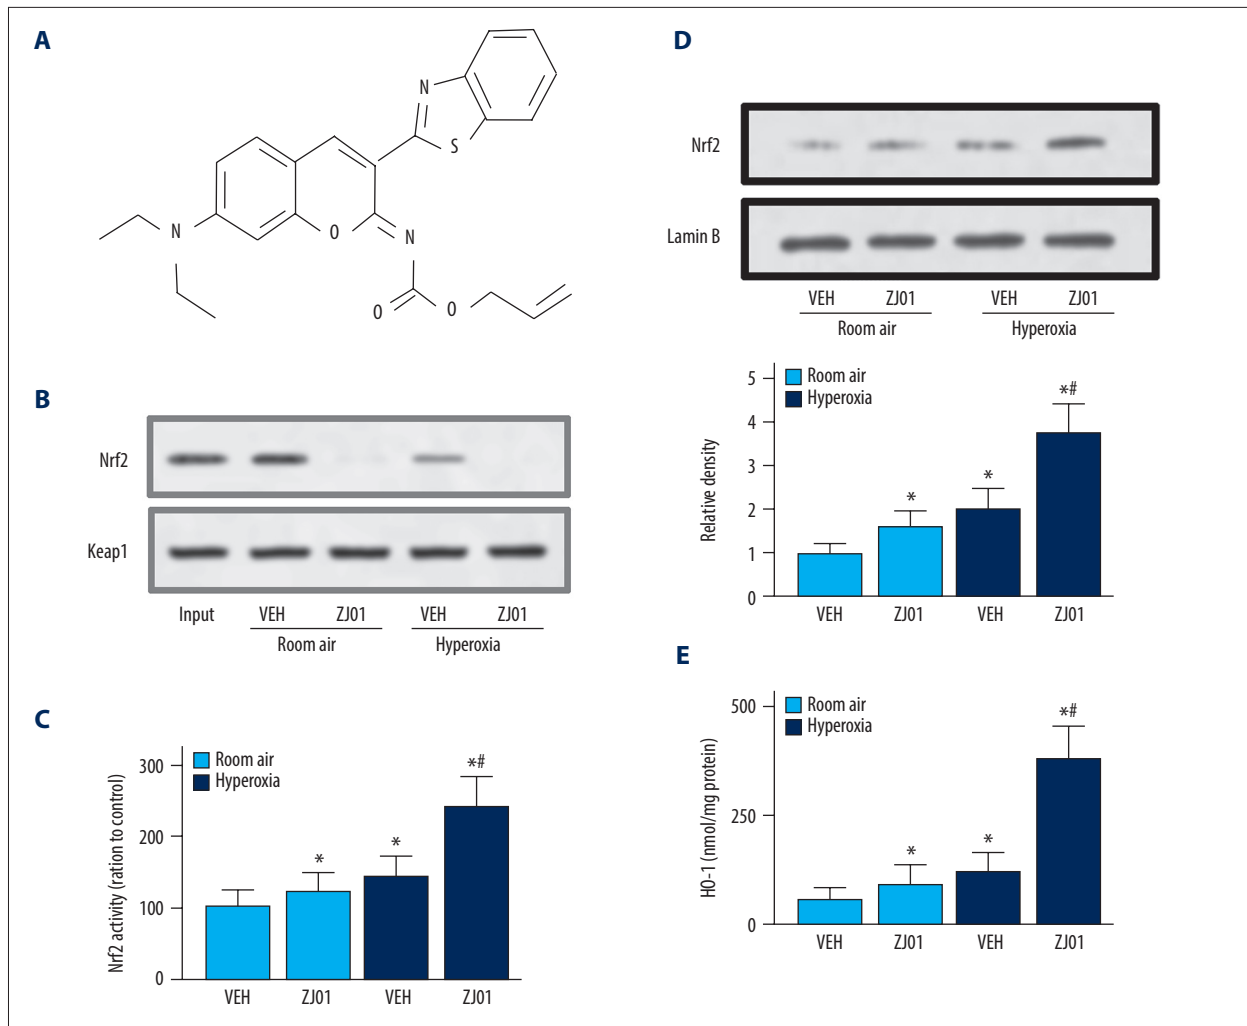 A
N
S
N
O
N
O
O
B
Nrf2
Keap1
Input VEH ZJ01 VEH ZJ01
Room air Hyperoxia
C
Room air
Hyperoxia
Nrf2 activity (ration to control)
300
200
100
0
* * *#
VEH ZJ01 VEH ZJ01
D
Nrf2
Lamin B
VEH ZJ01 VEH ZJ01
Room air Hyperoxia
Room air
Hyperoxia
Relative density
5
4
3
2
1
0
* * *#
VEH ZJ01 VEH ZJ01
E
Room air
Hyperoxia
HO-1 (nmol/mg protein)
500
250
0
* * *#
VEH ZJ01 VEH ZJ01